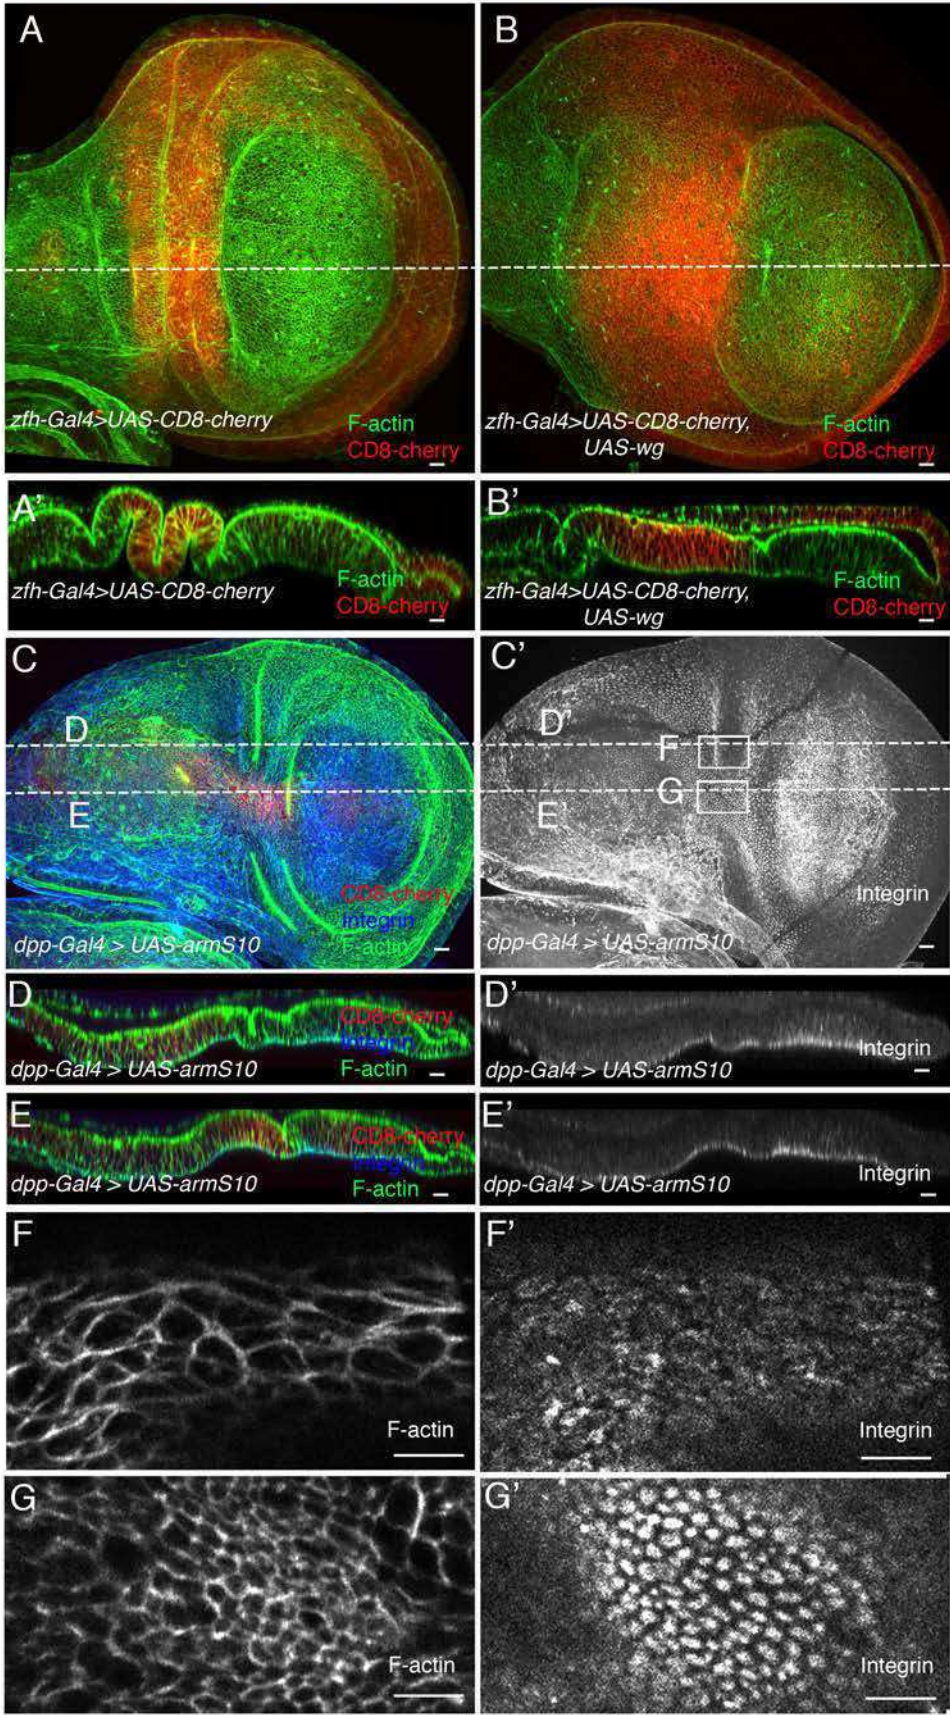 A
zfh-Gal4>UAS-CD8-cherry
F-actin
CD8-cherry
B
zfh-Gal4>UAS-CD8-cherry,
UAS-wg
F-actin
CD8-cherry
A'
zfh-Gal4>UAS-CD8-cherry
F-actin
CD8-cherry
B'
zfh-Gal4>UAS-CD8-cherry,
UAS-wg
F-actin
CD8-cherry
C
D
E
CD8-cherry
Integrin
F-actin
dpp-Gal4 > UAS-armS10
C'
D'
F
G
E'
Integrin
dpp-Gal4 > UAS-armS10
D
CD8-cherry
Integrin
F-actin
dpp-Gal4 > UAS-armS10
D'
Integrin
dpp-Gal4 > UAS-armS10
E
CD8-cherry
Integrin
F-actin
dpp-Gal4 > UAS-armS10
E'
Integrin
dpp-Gal4 > UAS-armS10
F
F-actin
F'
Integrin
G
F-actin
G'
Integrin